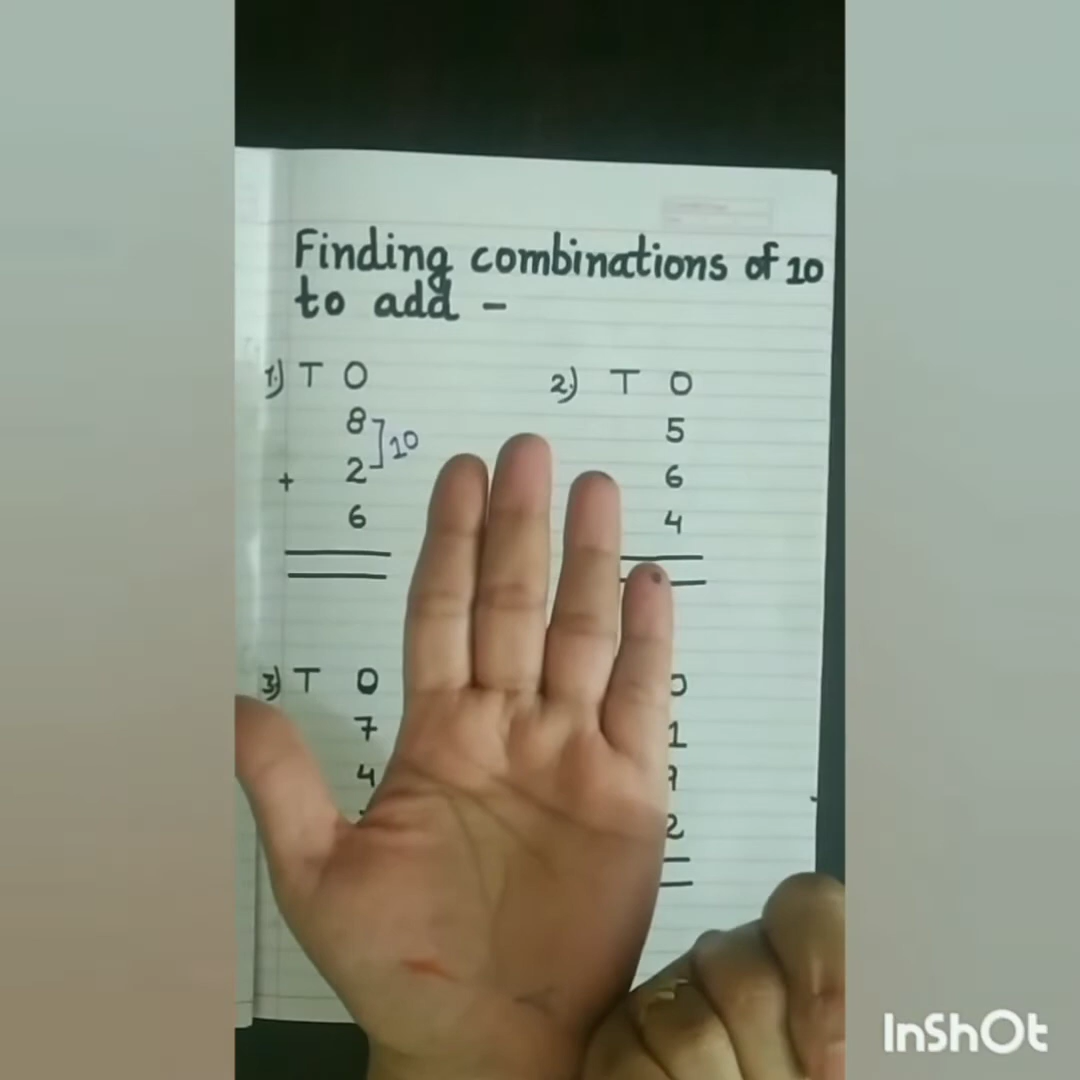 Finding combinations of 10
to add -
1) T O
8
2
+
6
10
2) T O
5
6
4
3) T O
7
4
O
1
2
InShOt